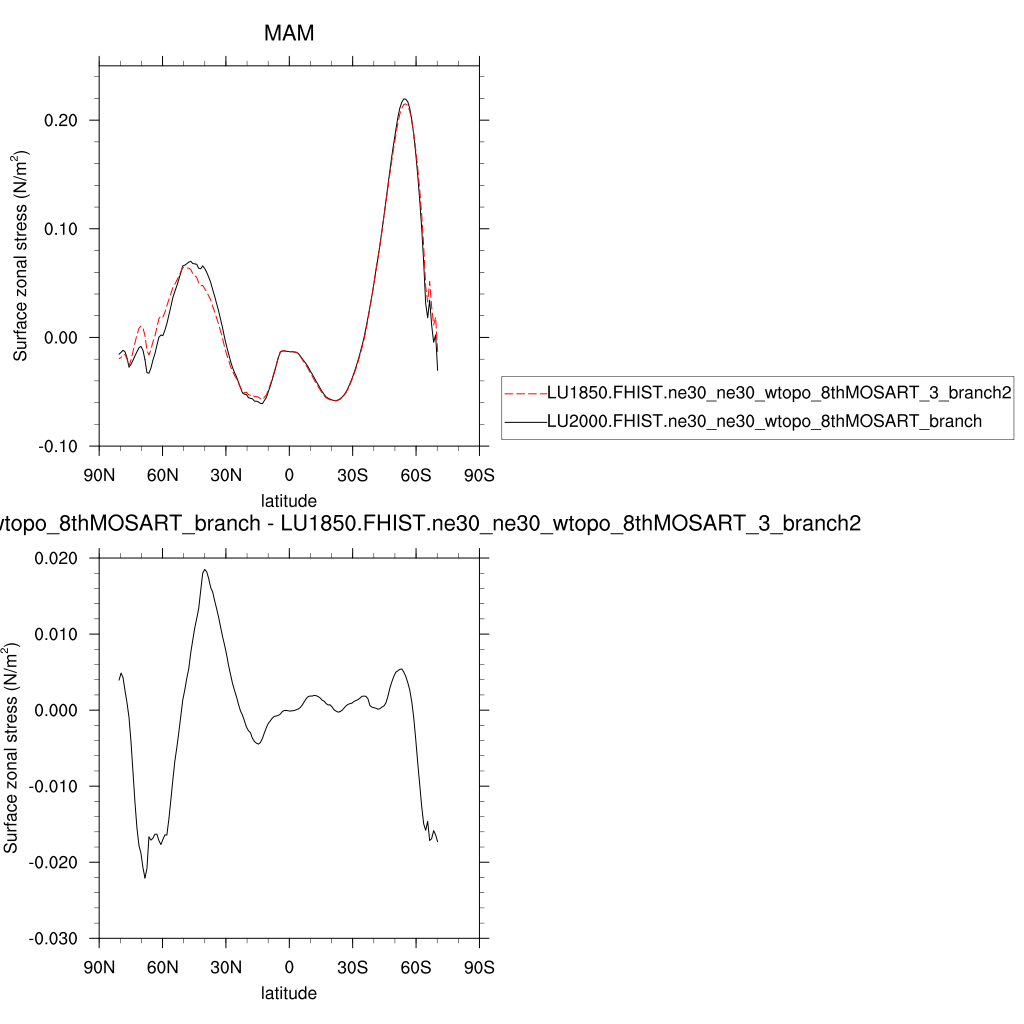 MAM
Surface zonal stress (N/m²)
0.20
0.10
0.00
-0.10
90N 60N 30N 0 30S 60S 90S
latitude
LU1850.FHIST.ne30_ne30_wtopo_8thMOSART_3_branch2
LU2000.FHIST.ne30_ne30_wtopo_8thMOSART_branch
wtopo_8thMOSART_branch - LU1850.FHIST.ne30_ne30_wtopo_8thMOSART_3_branch2
Surface zonal stress (N/m²)
0.020
0.010
0.000
-0.010
-0.020
-0.030
90N 60N 30N 0 30S 60S 90S
latitude